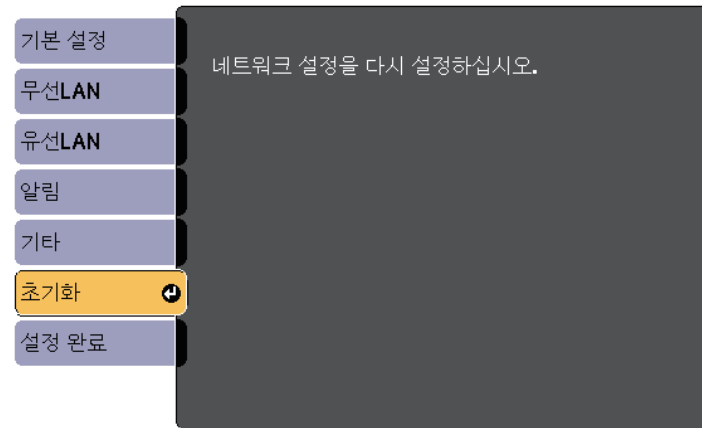 기본 설정
무선LAN
유선LAN
알림
기타
초기화
설정 완료
네트워크 설정을 다시 설정하십시오.